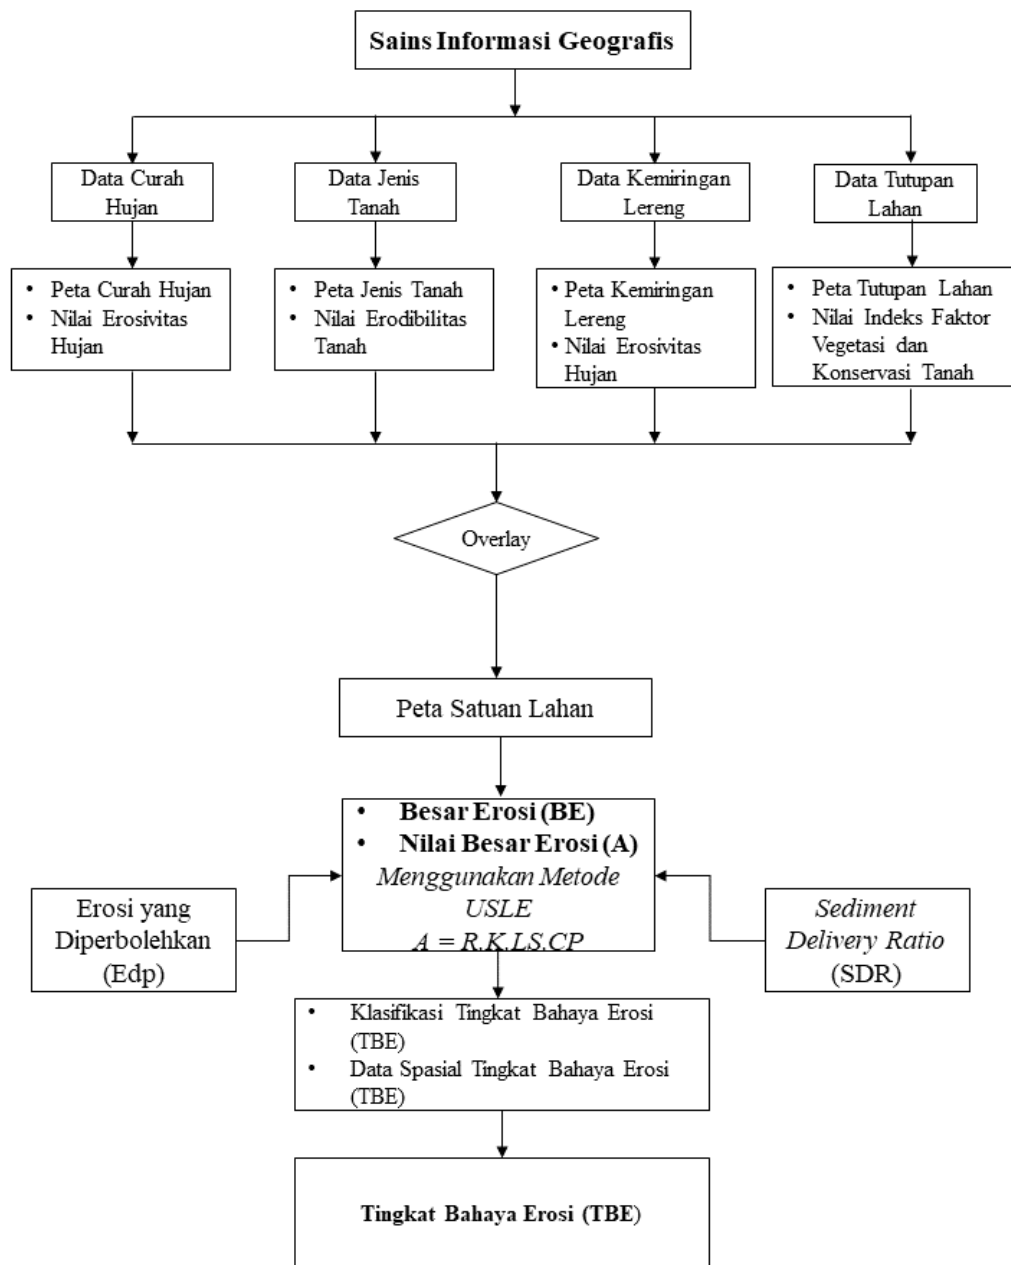 Sains Informasi Geografis
Data Curah
Hujan
Data Jenis
Tanah
Data Kemiringan
Lereng
Data Tutupan
Lahan
• Peta Curah Hujan
• Nilai Erosivitas
Hujan
• Peta Jenis Tanah
• Nilai Erodibilitas
Tanah
• Peta Kemiringan
Lereng
• Nilai Erosivitas
Hujan
• Peta Tutupan Lahan
• Nilai Indeks Faktor
Vegetasi dan
Konservasi Tanah
Overlay
Peta Satuan Lahan
• Besar Erosi (BE)
• Nilai Besar Erosi (A)
Menggunakan Metode
USLE
A = R.K.LS.CP
Erosi yang
Diperbolehkan
(Edp)
Sediment
Delivery Ratio
(SDR)
• Klasifikasi Tingkat Bahaya Erosi
(TBE)
• Data Spasial Tingkat Bahaya Erosi
(TBE)
Tingkat Bahaya Erosi (TBE)